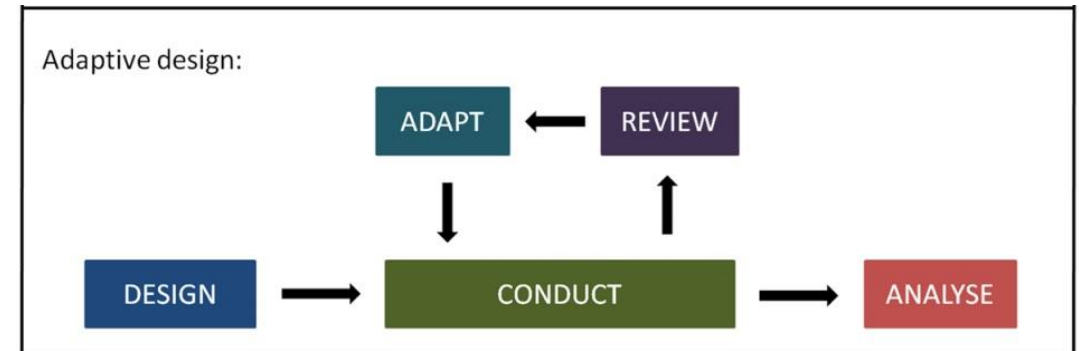 Adaptive design:
ADAPT
REVIEW
DESIGN
CONDUCT
ANALYSE